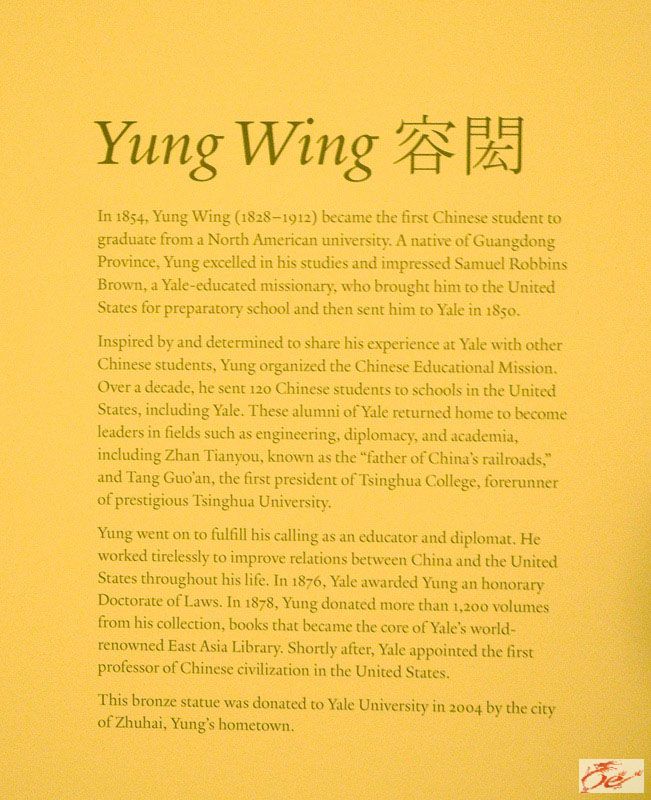 Yung Wing 容閎
In 1854, Yung Wing (1828–1912) became the first Chinese student to
graduate from a North American university. A native of Guangdong
Province, Yung excelled in his studies and impressed Samuel Robbins
Brown, a Yale-educated missionary, who brought him to the United
States for preparatory school and then sent him to Yale in 1850.
Inspired by and determined to share his experience at Yale with other
Chinese students, Yung organized the Chinese Educational Mission.
Over a decade, he sent 120 Chinese students to schools in the United
States, including Yale. These alumni of Yale returned home to become
leaders in fields such as engineering, diplomacy, and academia,
including Zhan Tianyou, known as the “father of China’s railroads,”
and Tang Guo’an, the first president of Tsinghua College, forerunner
of prestigious Tsinghua University.
Yung went on to fulfill his calling as an educator and diplomat. He
worked tirelessly to improve relations between China and the United
States throughout his life. In 1876, Yale awarded Yung an honorary
Doctorate of Laws. In 1878, Yung donated more than 1,200 volumes
from his collection, books that became the core of Yale’s world-
renowned East Asia Library. Shortly after, Yale appointed the first
professor of Chinese civilization in the United States.
This bronze statue was donated to Yale University in 2004 by the city
of Zhuhai, Yung’s hometown.